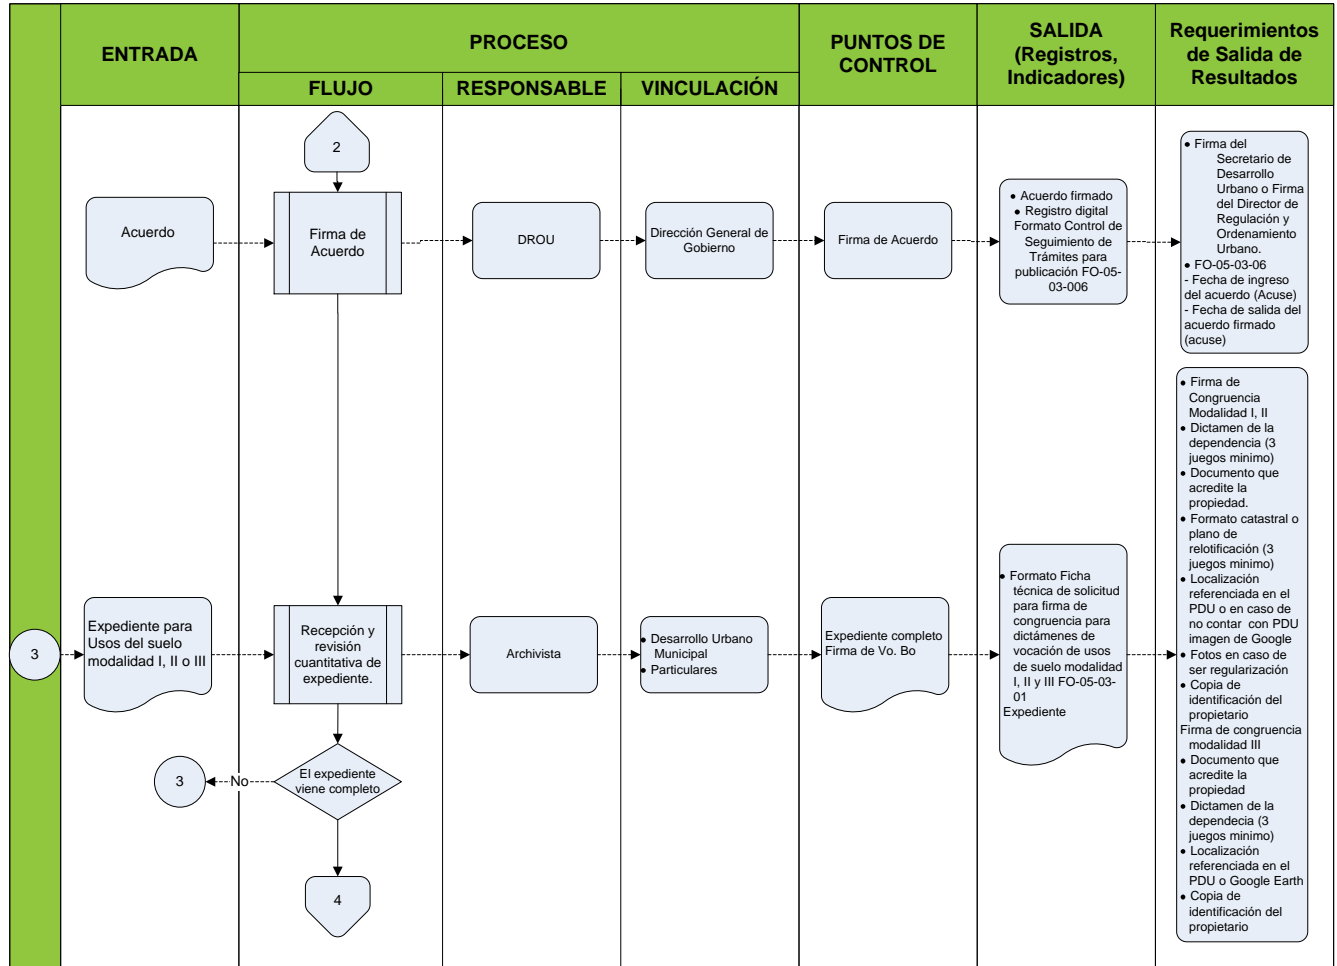 ENTRADA
PROCESO
PUNTOS DE
CONTROL
SALIDA
(Registros,
Indicadores)
Requerimientos
de Salida de
Resultados
FLUJO
RESPONSABLE
VINCULACIÓN
2
Acuerdo
Firma de
Acuerdo
DROU
Dirección General de
Gobierno
Firma de Acuerdo
• Acuerdo firmado
• Registro digital
Formato Control de
Seguimiento de
Trámites para
publicación FO-05-
03-006
• Firma del
Secretario de
Desarrollo
Urbano o Firma
del Director de
Regulación y
Ordenamiento
Urbano.
• FO-05-03-06
- Fecha de ingreso
del acuerdo (Acuse)
- Fecha de salida del
acuerdo firmado
(acuse)
3
Expediente para
Usos del suelo
modalidad I, II o III
Recepción y
revisión
cuantitativa de
expediente.
Archivista
• Desarrollo Urbano
Municipal
• Particulares
Expediente completo
Firma de Vo. Bo
• Formato Ficha
técnica de solicitud
para firma de
congruencia para
dictámenes de
vocación de usos
de suelo modalidad
I, II y III FO-05-03-
01
Expediente
• Firma de
Congruencia
Modalidad I, II
• Dictamen de la
dependencia (3
juegos minimo)
• Documento que
acredite la
propiedad.
• Formato catastral o
plano de
relotificación (3
juegos minimo)
• Localización
referenciada en el
PDU o en caso de
no contar con PDU
imagen de Google
• Fotos en caso de
ser regularización
• Copia de
identificación del
propietario
Firma de congruencia
modalidad III
• Documento que
acredite la
propiedad
• Dictamen de la
dependecia (3
juegos minimo)
• Localización
referenciada en el
PDU o Google Earth
• Copia de
identificación del
propietario
El expediente
viene completo
No
3
4